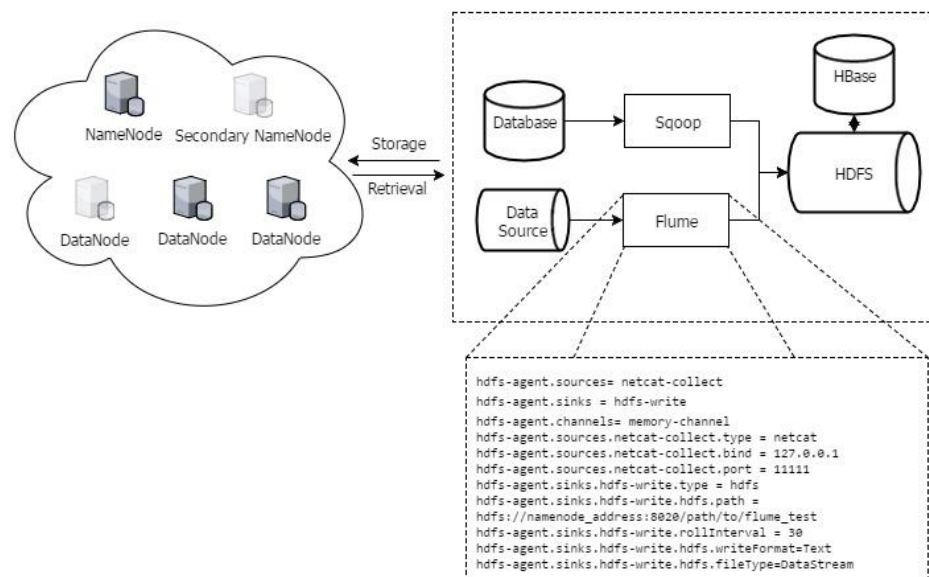 NameNode
Secondary NameNode
DataNode
DataNode
DataNode
Storage
Retrieval
Database
Sqoop
HBase
HDFS
Data
Source
Flume
hdfs-agent.sources= netcat-collect
hdfs-agent.sinks = hdfs-write
hdfs-agent.channels= memory-channel
hdfs-agent.sources.netcat-collect.type = netcat
hdfs-agent.sources.netcat-collect.bind = 127.0.0.1
hdfs-agent.sources.netcat-collect.port = 11111
hdfs-agent.sinks.hdfs-write.type = hdfs
hdfs-agent.sinks.hdfs-write.hdfs.path =
hdfs://namenode_address:8020/path/to/flume_test
hdfs-agent.sinks.hdfs-write.rollInterval = 30
hdfs-agent.sinks.hdfs-write.hdfs.writeFormat=Text
hdfs-agent.sinks.hdfs-write.hdfs.fileType=DataStream